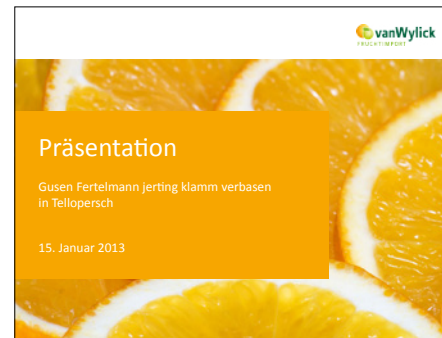 vanWylick
FRUCHTIMPORT
Präsentation
Gusen Fertelmann jerting klamm verbasen
in Tellopersch
15. Januar 2013